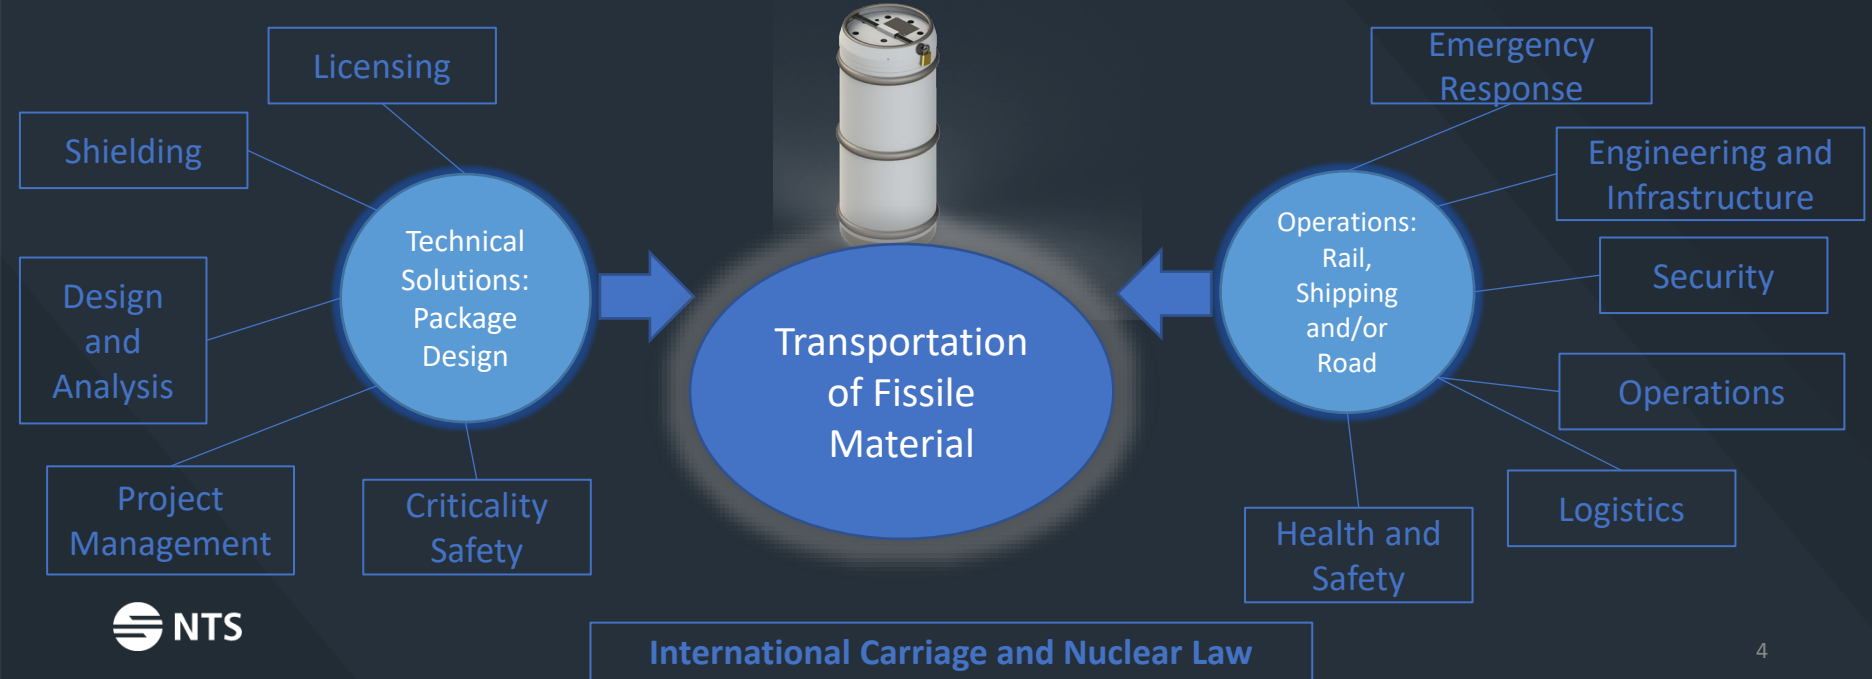 Licensing
Shielding
Design
and
Analysis
Project
Management
Criticality
Safety
Technical
Solutions:
Package
Design
Transportation
of Fissile
Material
Operations:
Rail,
Shipping
and/or
Road
Emergency
Response
Engineering and
Infrastructure
Security
Operations
Logistics
Health and
Safety
NTS
International Carriage and Nuclear Law
4